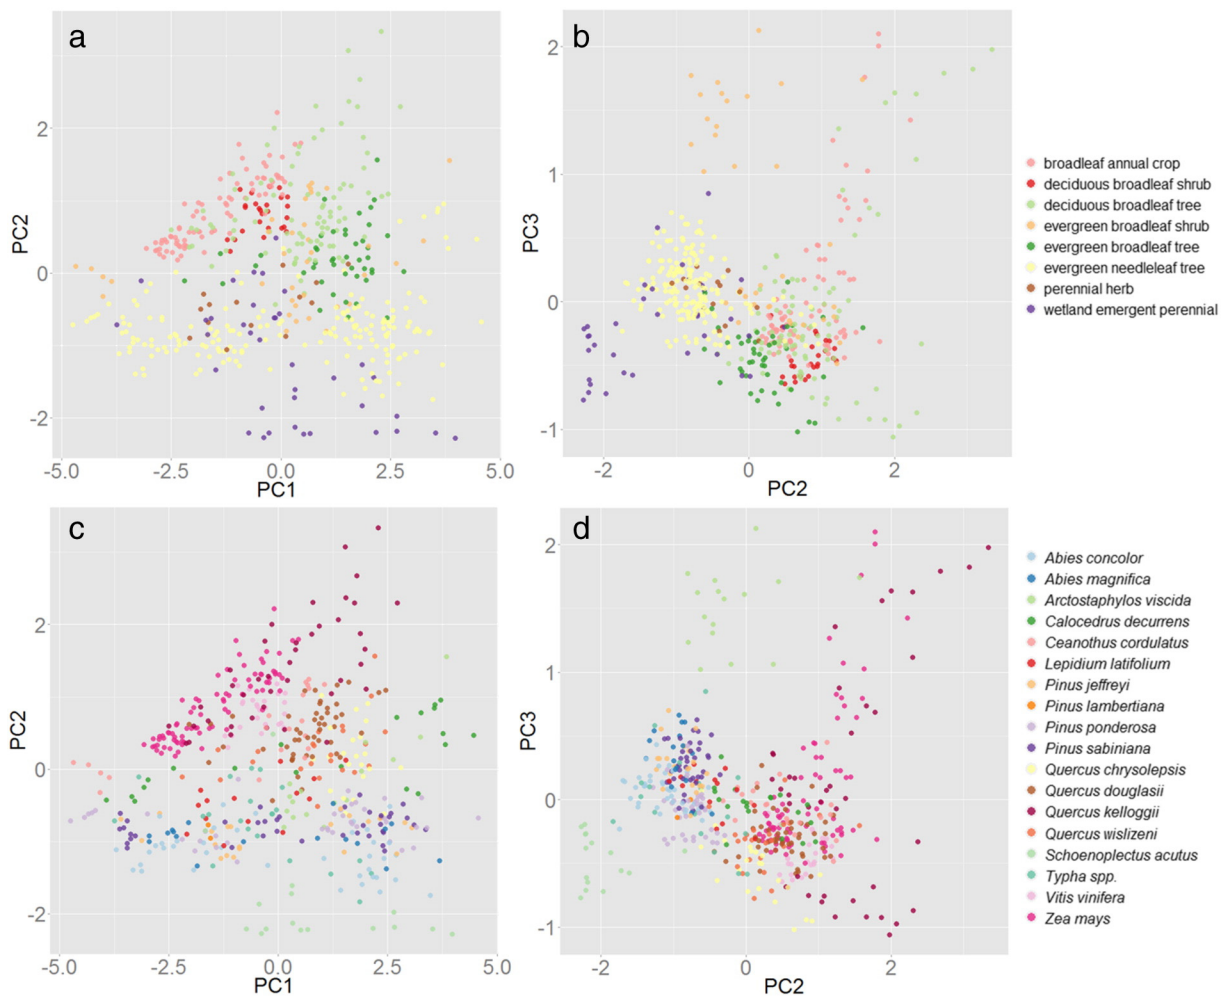 a
2
0
-2
PC2
-5.0
-2.5
0.0
2.5
5.0
PC1
b
2
1
0
-1
PC3
-2
0
2
PC2
broadleaf annual crop
deciduous broadleaf shrub
deciduous broadleaf tree
evergreen broadleaf shrub
evergreen broadleaf tree
evergreen needleleaf tree
perennial herb
wetland emergent perennial
c
2
0
-2
PC2
-5.0
-2.5
0.0
2.5
5.0
PC1
d
2
1
0
-1
PC3
-2
0
2
PC2
Abies concolor
Abies magnifica
Arctostaphylos viscida
Calocedrus decurrens
Ceanothus cordulatus
Lepidium latifolium
Pinus jeffreyi
Pinus lambertiana
Pinus ponderosa
Pinus sabiniana
Quercus chrysolepsis
Quercus douglasii
Quercus kelloggii
Quercus wislizeni
Schoenoplectus acutus
Typha spp.
Vitis vinifera
Zea mays